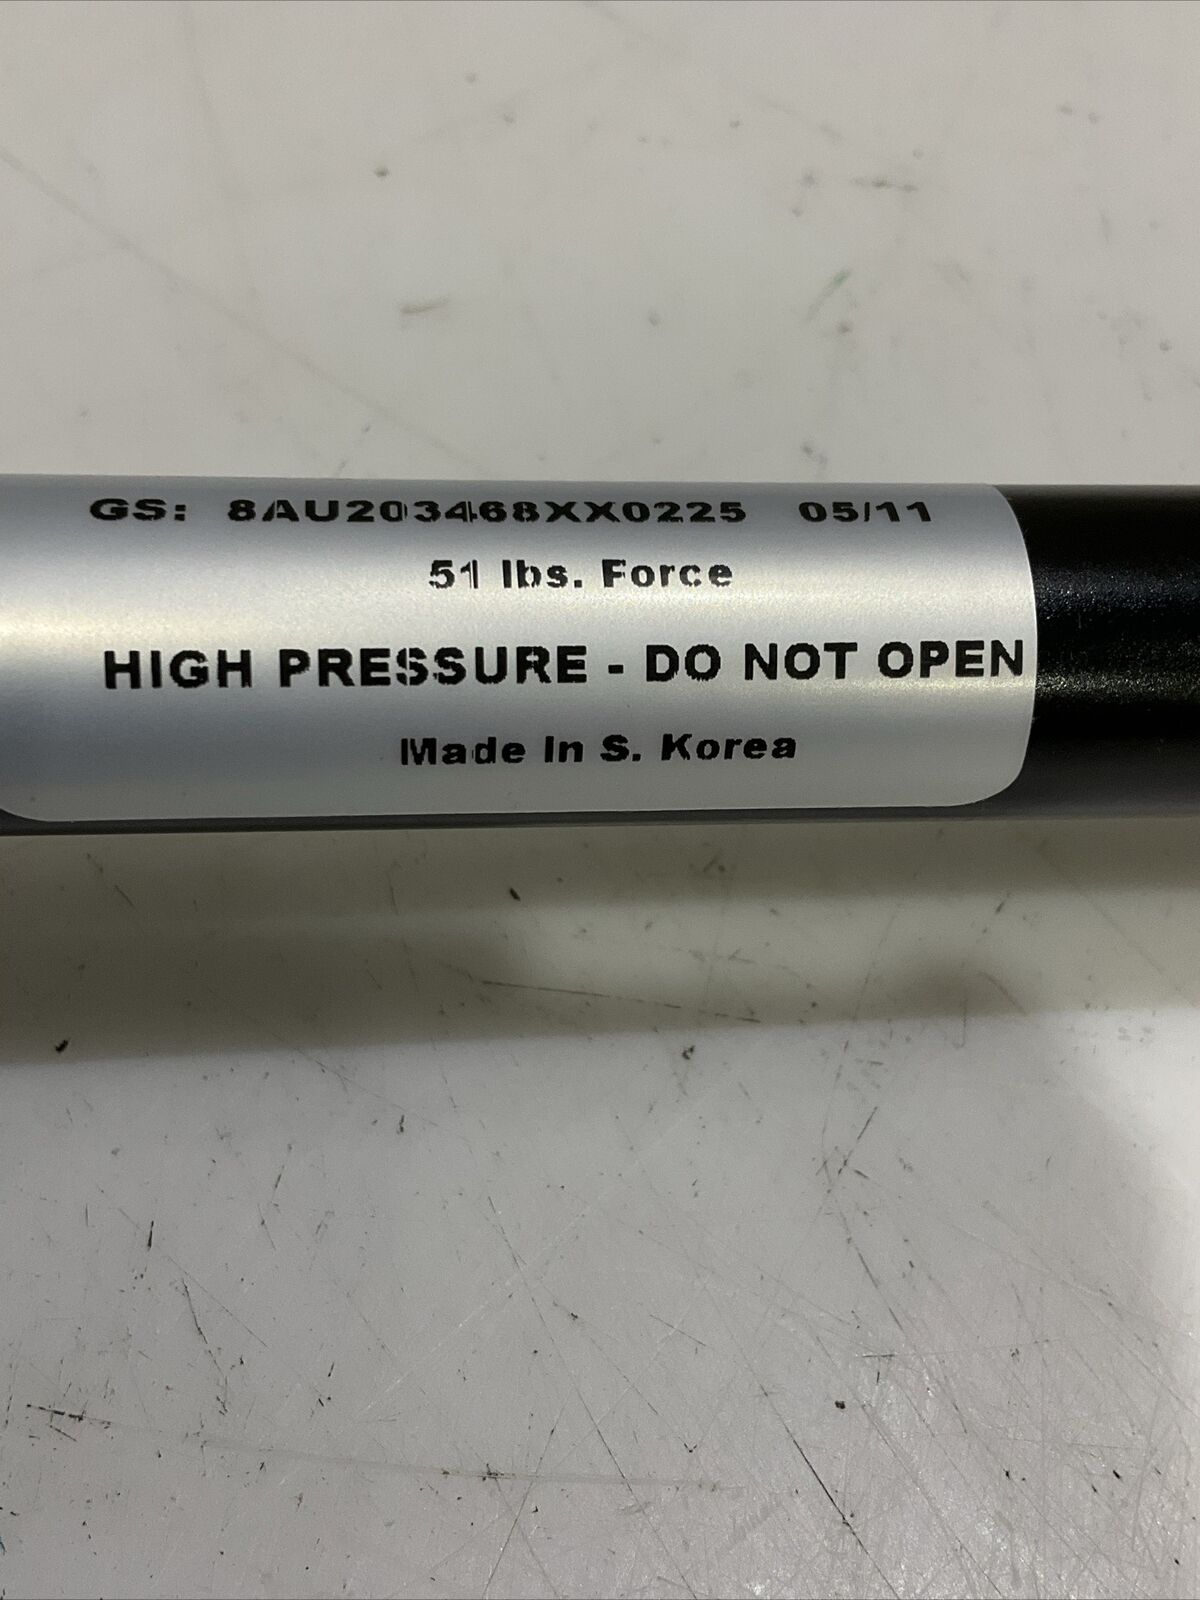 GS: 8AU203468XX0225 05/11
51 lbs. Force
HIGH PRESSURE - DO NOT OPEN
Made In S. Korea